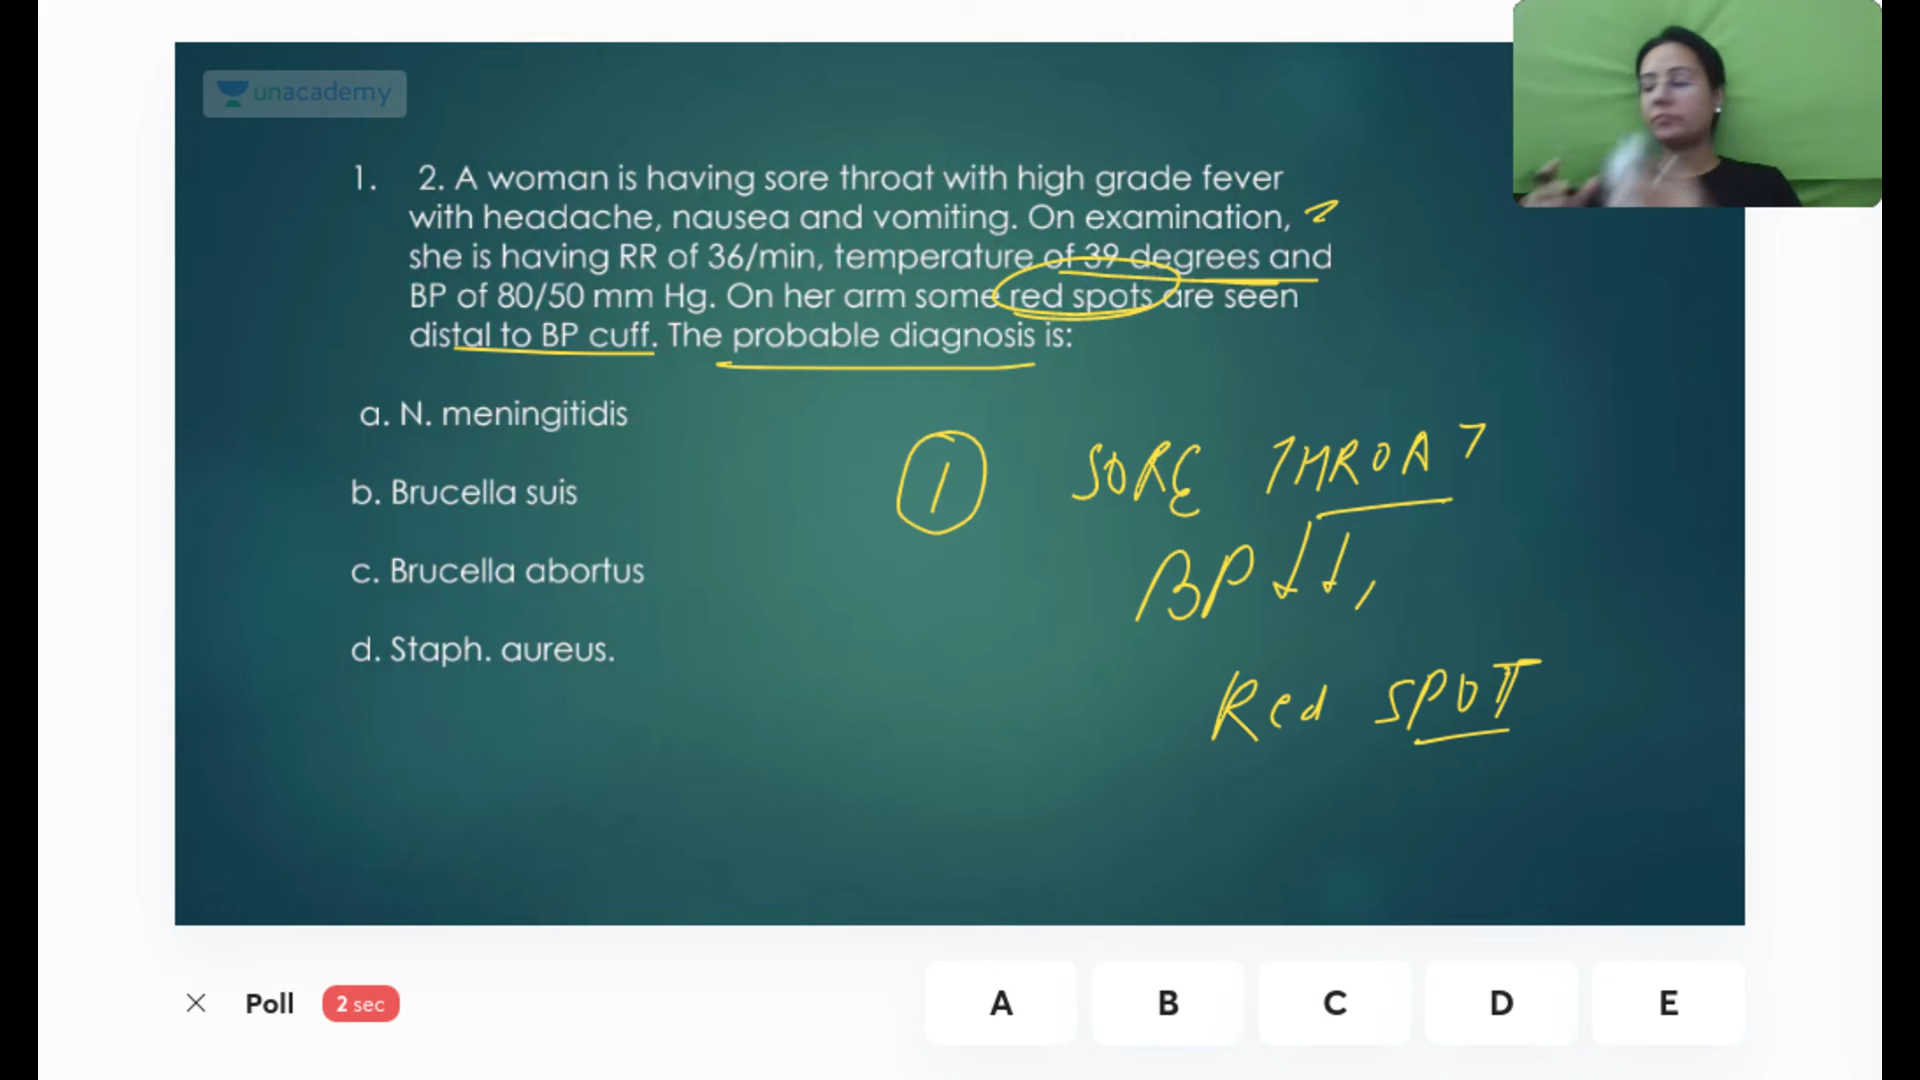 unacademy
1. 2. A woman is having sore throat with high grade fever
with headache, nausea and vomiting. On examination,
she is having RR of 36/min, temperature of 39 degrees and
BP of 80/50 mm Hg. On her arm some red spots are seen
distal to BP cuff. The probable diagnosis is:
a. N. meningitidis
b. Brucella suis
c. Brucella abortus
d. Staph. aureus.
1 SORE THROAT
BP ↓↓,
Red SPOT
Poll 2 sec A B C D E